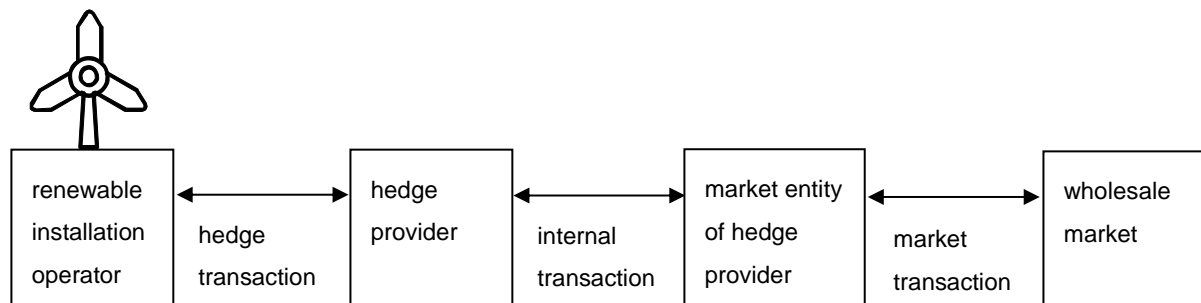 renewable
installation
operator
hedge
transaction
hedge
provider
internal
transaction
market entity
of hedge
provider
market
transaction
wholesale
market